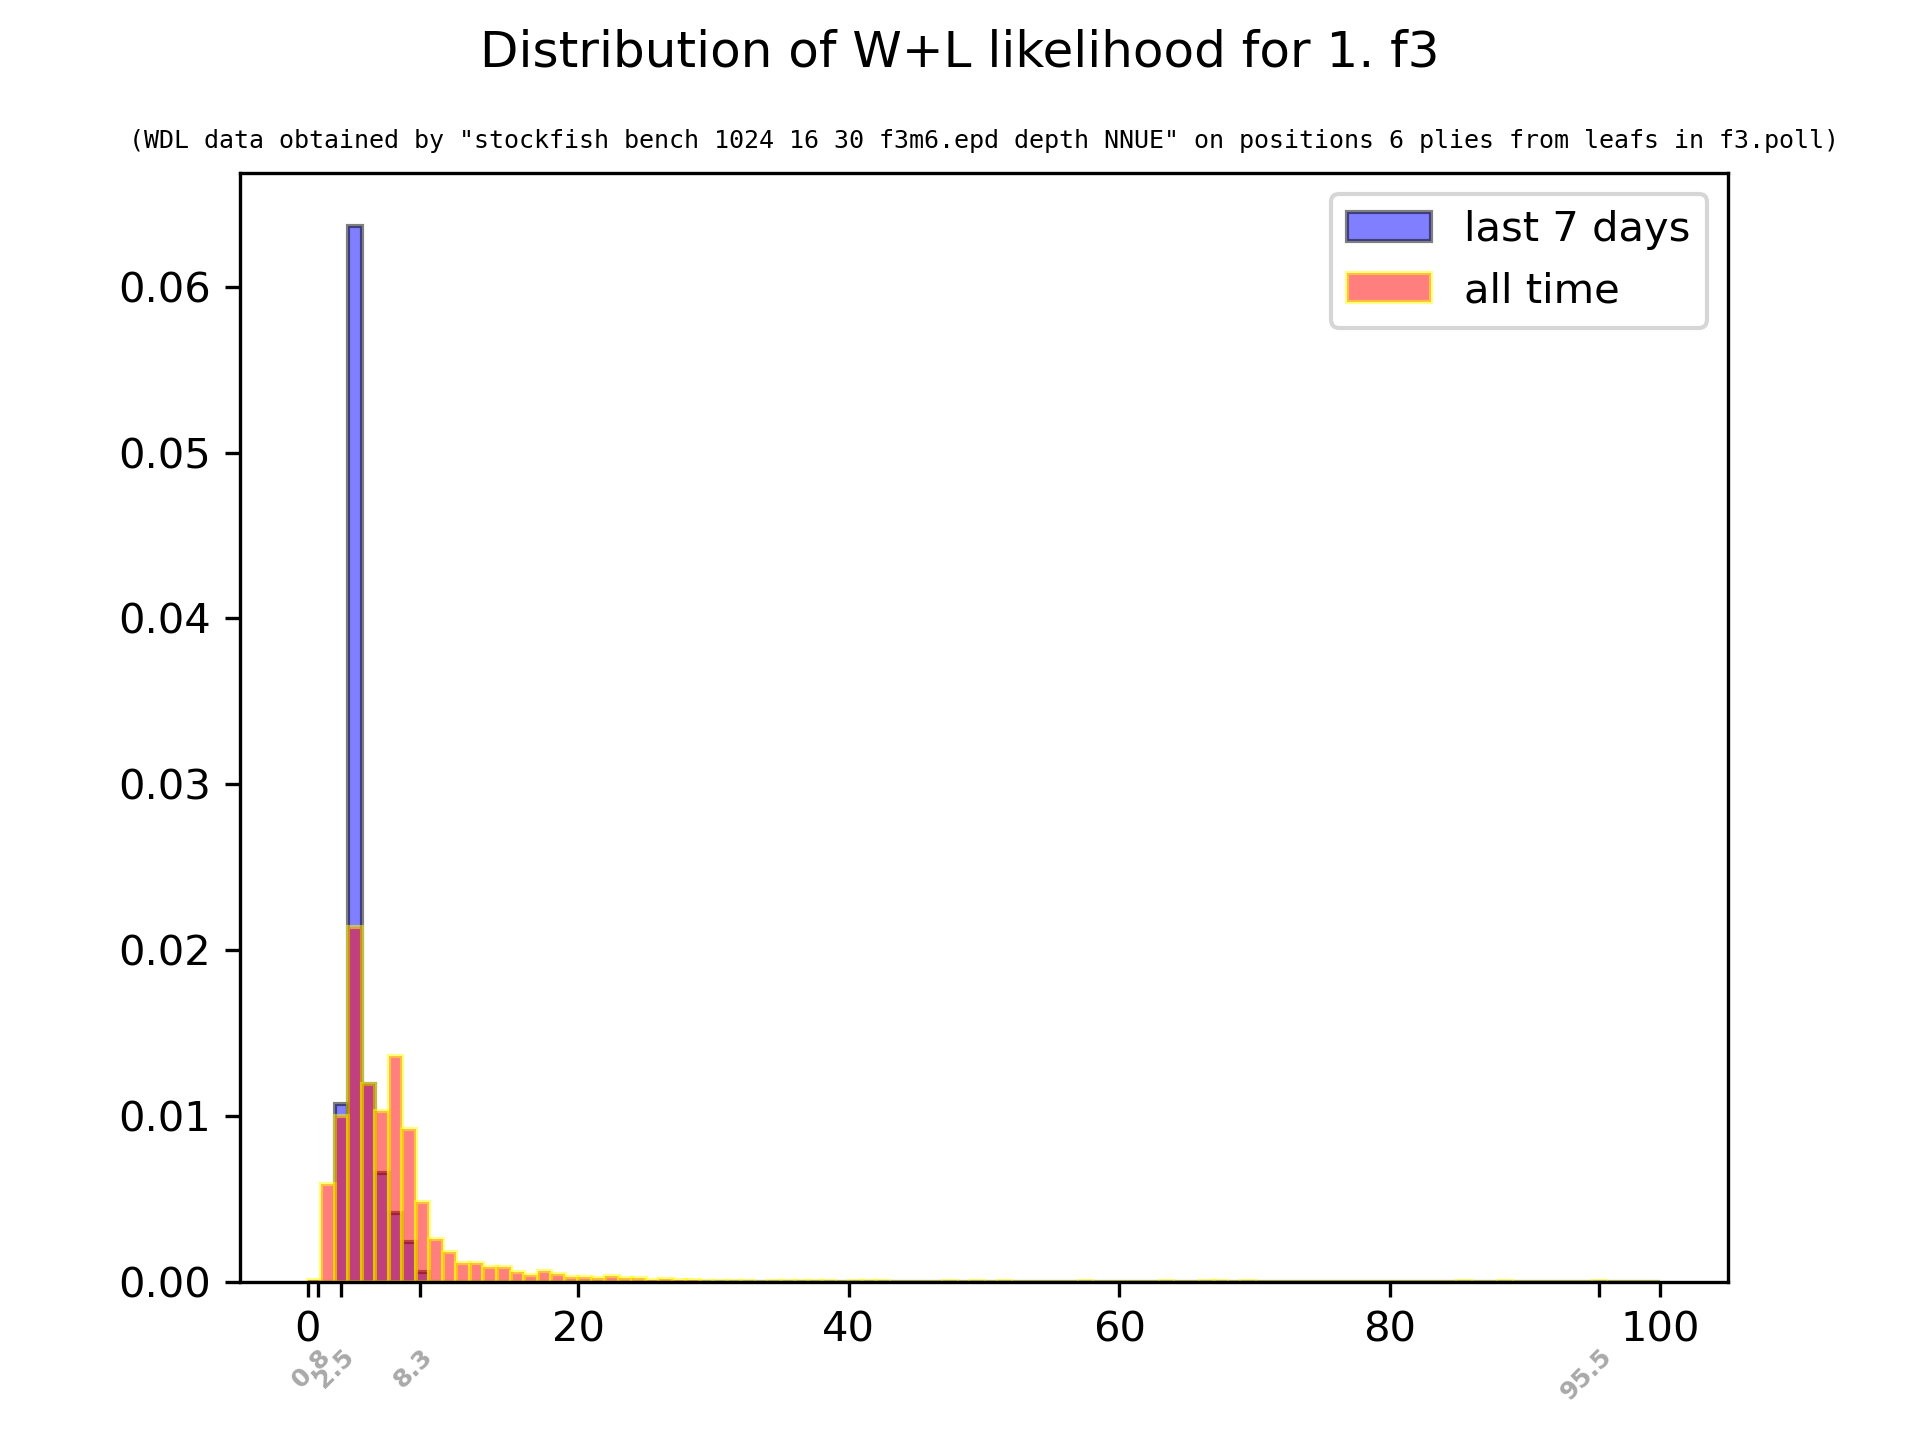 Distribution of W+L likelihood for 1. f3
(WDL data obtained by "stockfish bench 1024 16 30 f3m6.epd depth NNUE" on positions 6 plies from leafs in f3.poll)
last 7 days
all time
0.06
0.05
0.04
0.03
0.02
0.01
0.00
0 20 40 60 80 100
0.8 2.5 8.3 95.5